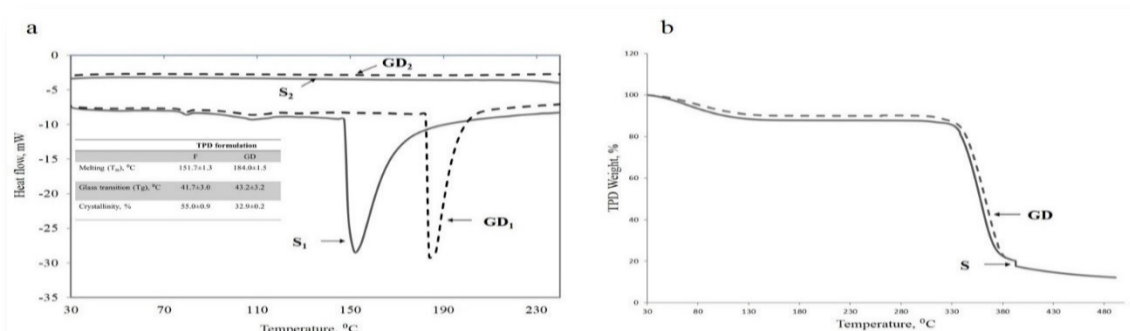 a
0
-5
-10
-15
-20
-25
-30
-35
Heat flow, mW
GD2
S2
TPD formulation
F GD
Melting (Tm), °C 151.7±1.3 184.0±1.5
Glass transition (Tg), °C 41.7±3.0 43.2±3.2
Crystallinity, % 55.0±0.9 32.9±0.2
S1
GD1
30 70 110 150 190 230
Temperature, °C
b
120
100
80
60
40
20
0
TPD Weight, %
GD
S
30 80 130 180 230 280 330 380 430 480
Temperature, °C